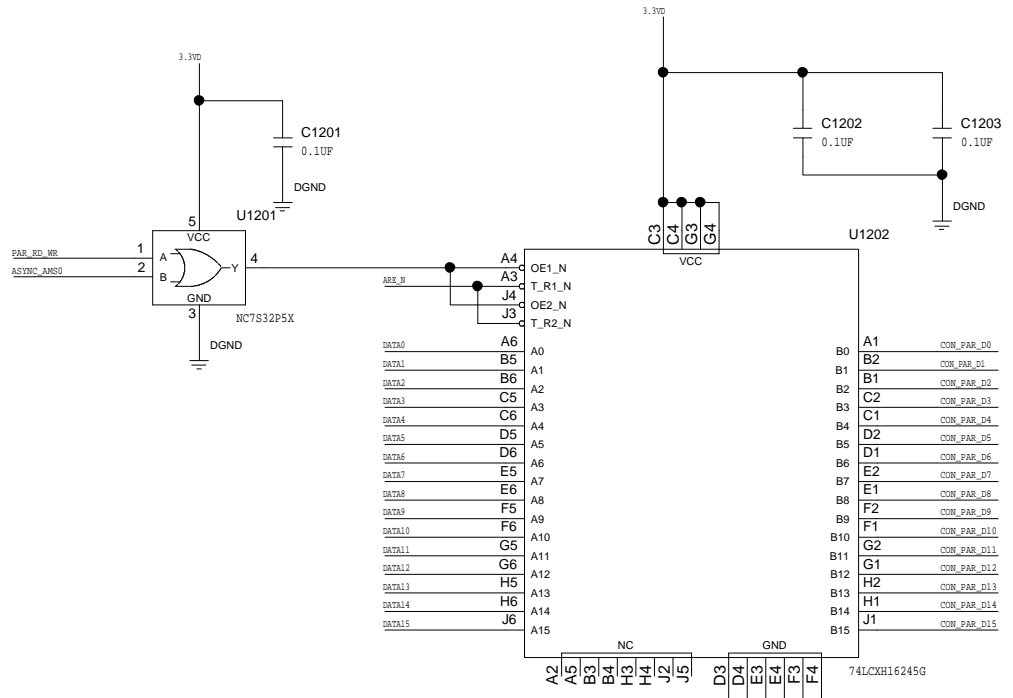 3.3VD
3.3VD
C1201
0.1UF
DGND
C1202
0.1UF
C1203
0.1UF
DGND
U1201
5
VCC
PAR_RD_WR 1 A
ASYNC_AMS0 2 B
Y 4
GND
3
NC7S32P5X
DGND
C3 C4 G3 G4
VCC
U1202
A4 OE1_N
ARE_N A3 T_R1_N
J4 OE2_N
J3 T_R2_N
DATA0 A6 A0 B0 A1 CON_PAR_D0
DATA1 B5 A1 B1 B2 CON_PAR_D1
DATA2 B6 A2 B2 B1 CON_PAR_D2
DATA3 C5 A3 B3 C2 CON_PAR_D3
DATA4 C6 A4 B4 C1 CON_PAR_D4
DATA5 D5 A5 B5 D2 CON_PAR_D5
DATA6 D6 A6 B6 D1 CON_PAR_D6
DATA7 E5 A7 B7 E2 CON_PAR_D7
DATA8 E6 A8 B8 E1 CON_PAR_D8
DATA9 F5 A9 B9 F2 CON_PAR_D9
DATA10 F6 A10 B10 F1 CON_PAR_D10
DATA11 G5 A11 B11 G2 CON_PAR_D11
DATA12 G6 A12 B12 G1 CON_PAR_D12
DATA13 H5 A13 B13 H2 CON_PAR_D13
DATA14 H6 A14 B14 H1 CON_PAR_D14
DATA15 J6 A15 B15 J1 CON_PAR_D15
NC GND
74LCXH16245G
A2 A5 B3 B4 H3 H4 J2 J5 D3 D4 E3 E4 F3 F4